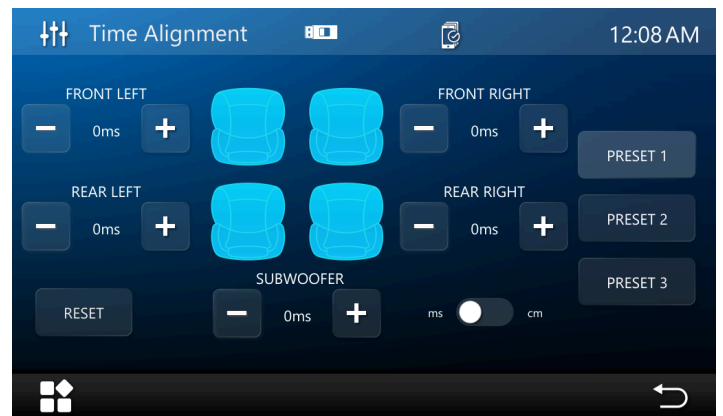 Time Alignment 12:08 AM
FRONT LEFT FRONT RIGHT
0ms 0ms
PRESET 1
REAR LEFT REAR RIGHT
0ms 0ms
PRESET 2
SUBWOOFER
PRESET 3
RESET 0ms ms cm